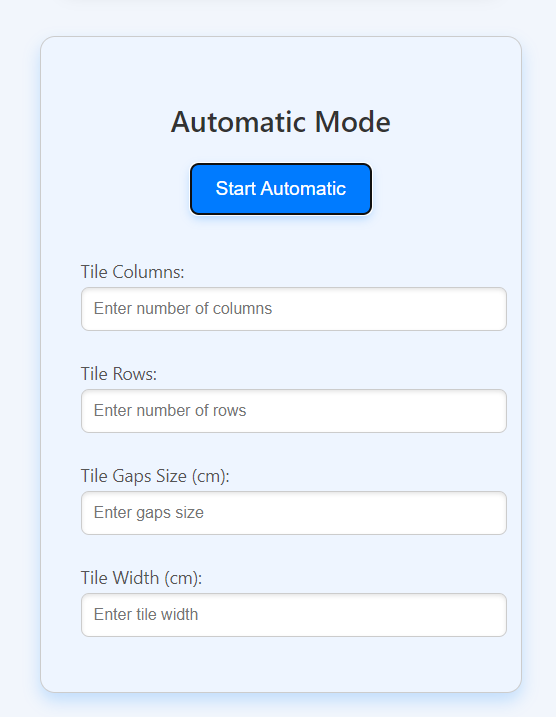 Automatic Mode
Start Automatic
Tile Columns:
Enter number of columns
Tile Rows:
Enter number of rows
Tile Gaps Size (cm):
Enter gaps size
Tile Width (cm):
Enter tile width